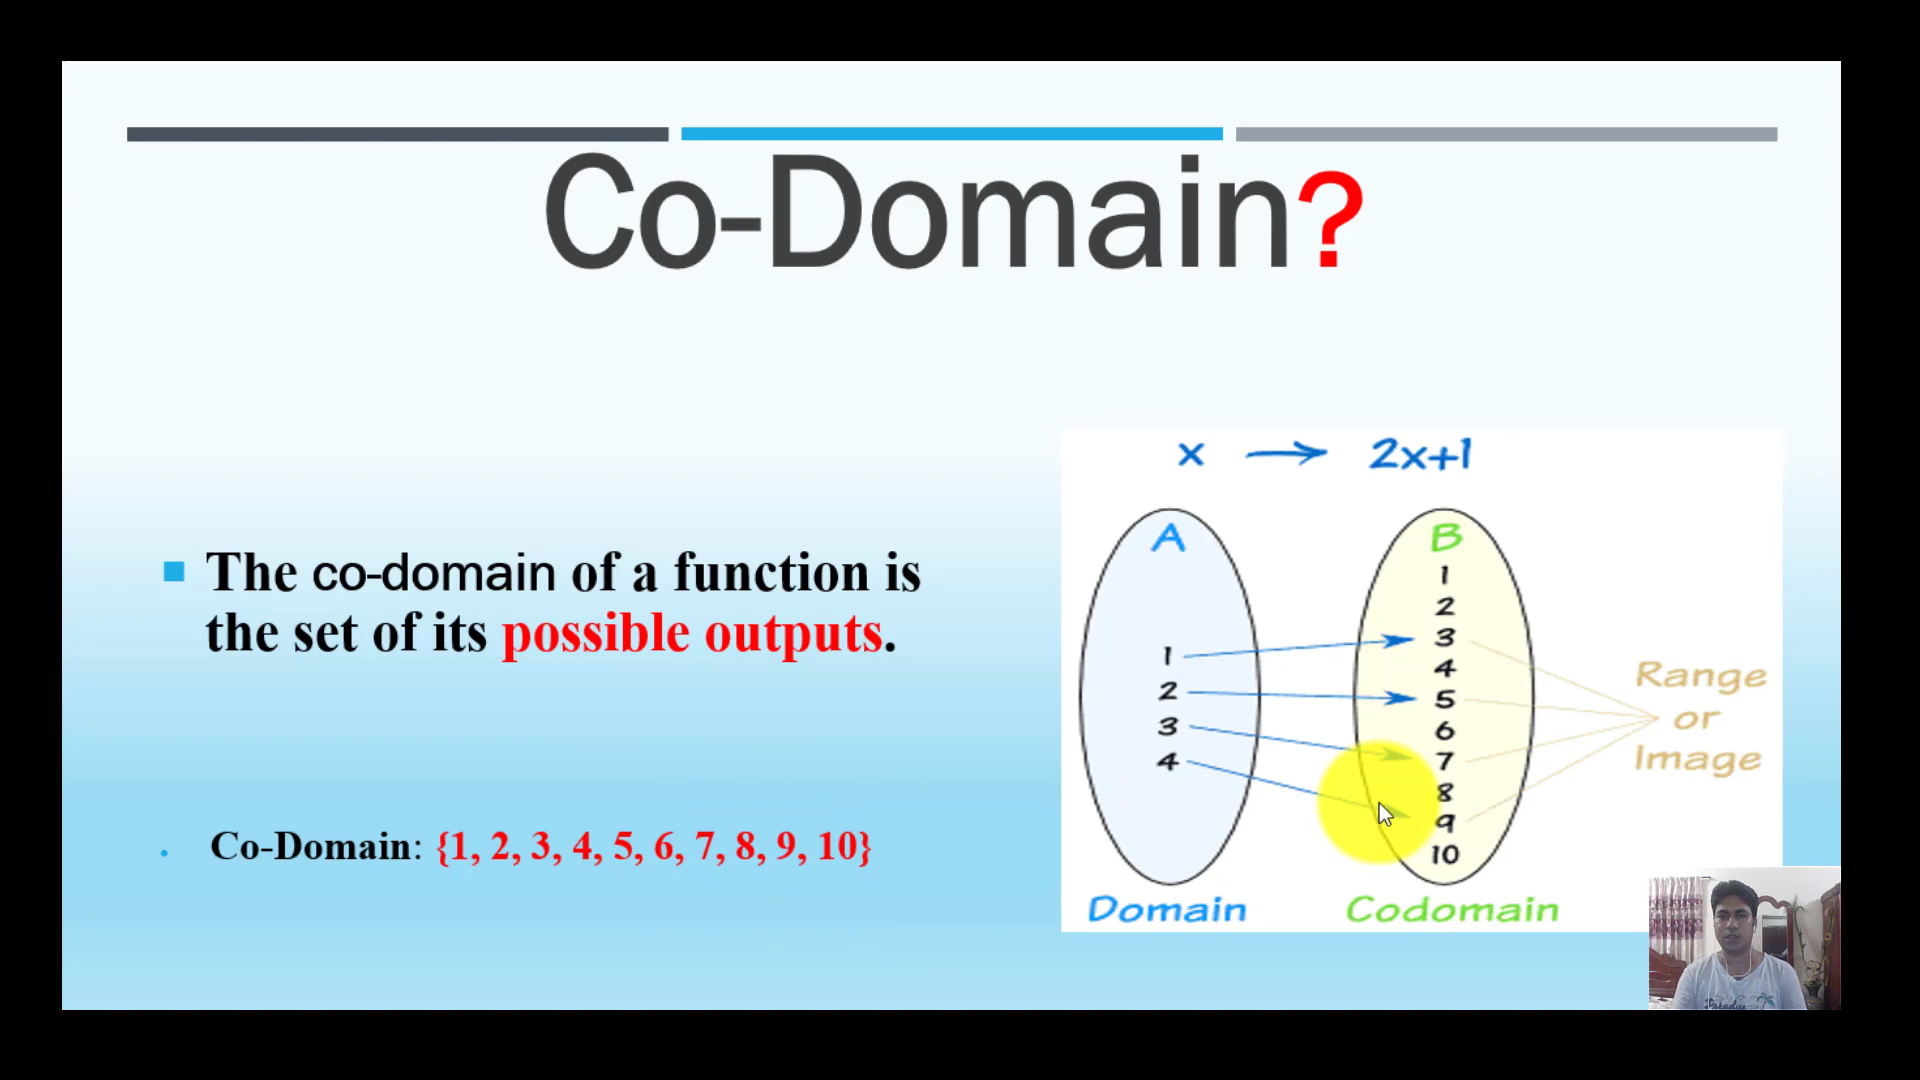 Co-Domain?
The co-domain of a function is
the set of its possible outputs.
Co-Domain: {1, 2, 3, 4, 5, 6, 7, 8, 9, 10}
x → 2x+1
A
1
2
3
4
Domain
B
1
2
3
4
5
6
7
8
9
10
Codomain
Range
or
Image
Paradise